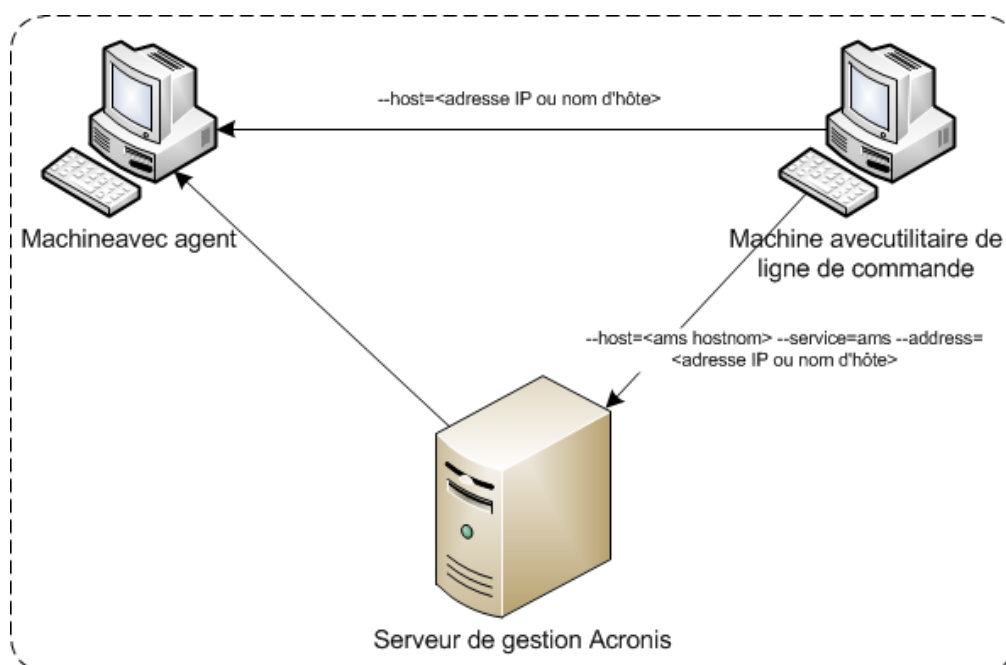 --host=<adresse IP ou nom d'hôte>
Machineavec agent
Machine avecutilitaire de
ligne de commande
--host=<ams hostnom> --service=ams --address=
<adresse IP ou nom d'hôte>
Serveur de gestion Acronis